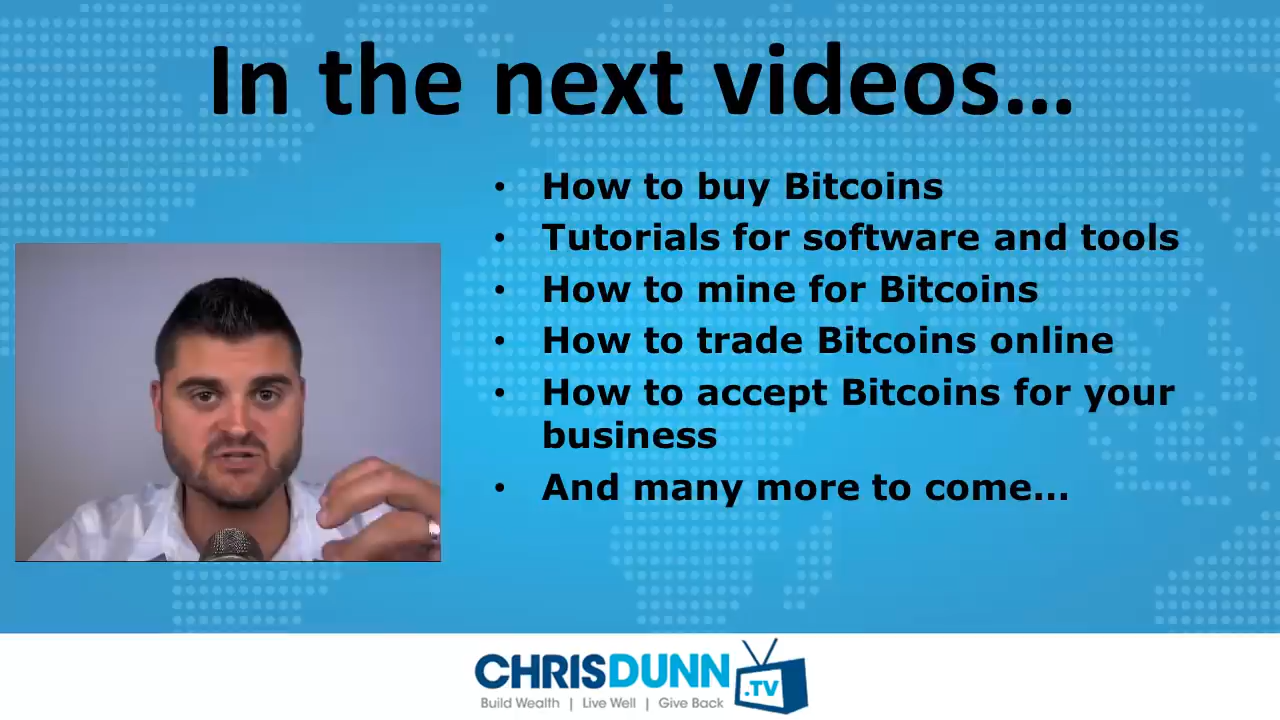 In the next videos...
• How to buy Bitcoins
• Tutorials for software and tools
• How to mine for Bitcoins
• How to trade Bitcoins online
• How to accept Bitcoins for your
business
• And many more to come...
CHRISDUNN .TV
Build Wealth | Live Well | Give Back